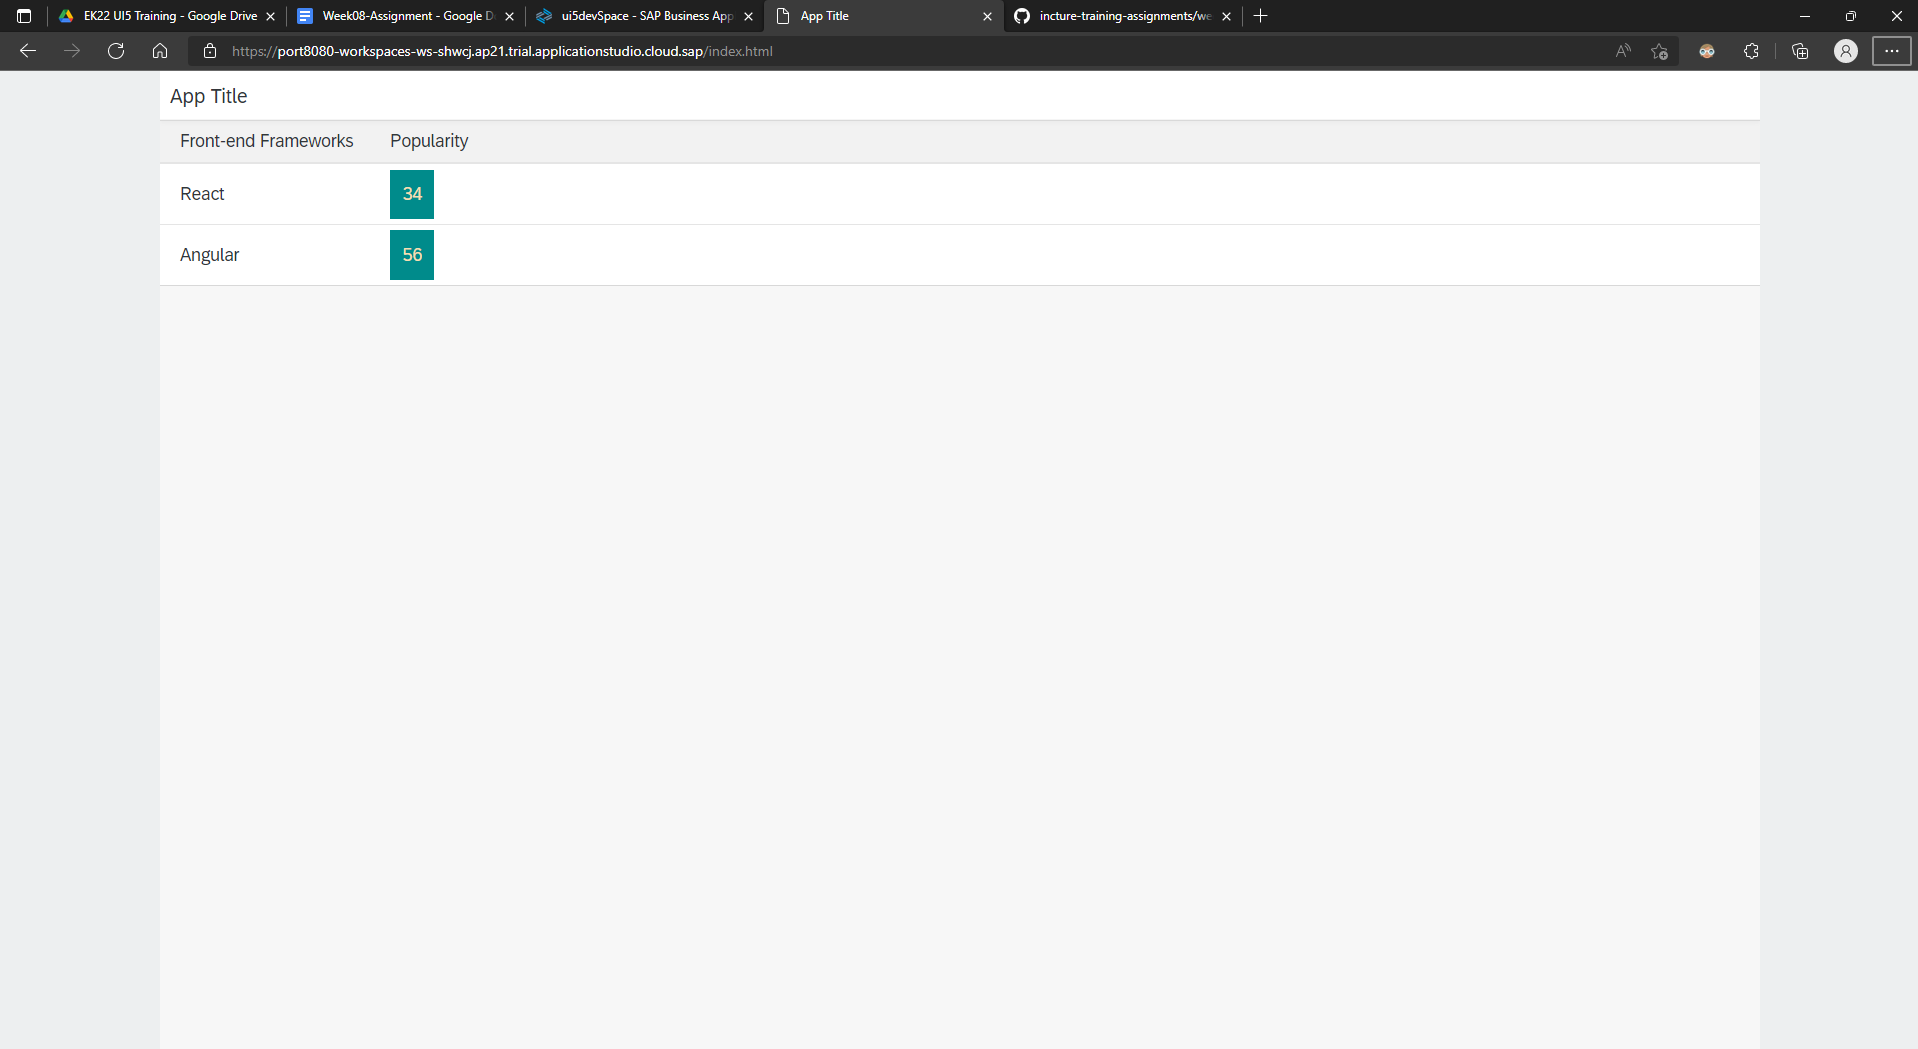 EK22 UI5 Training - Google Drive
Week08-Assignment - Google D
ui5devSpace - SAP Business App
App Title
incture-training-assignments/we
https://port8080-workspaces-ws-shwcj.ap21.trial.applicationstudio.cloud.sap/index.html
App Title
Front-end Frameworks Popularity
React 34
Angular 56